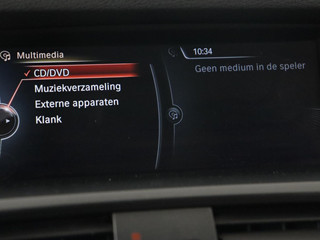 Multimedia
10:34
CD/DVD
Geen medium in de speler
Muziekverzameling
Externe apparaten
Klank